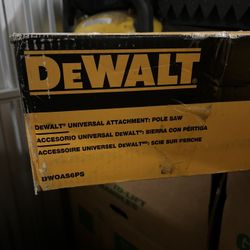 DEWALT
DEWALT® UNIVERSAL ATTACHMENT: POLE SAW
ACCESORIO UNIVERSAL DEWALT®: SIERRA CON PÉRTIGA
ACCESSOIRE UNIVERSEL DEWALT®: SCIE SUR PERCHE
DWOAS6PS